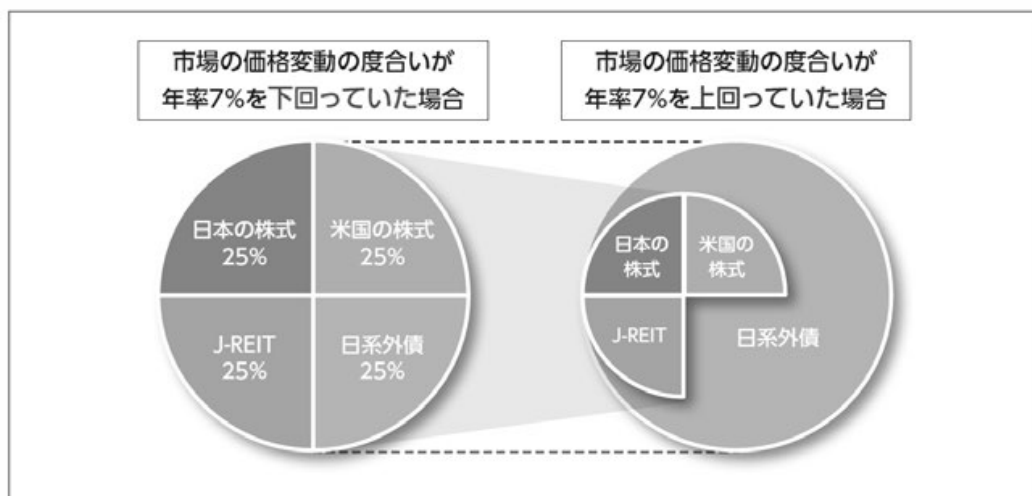 市場の価格変動の度合いが
年率7%を下回っていた場合
市場の価格変動の度合いが
年率7%を上回っていた場合
日本の株式
25%
米国の株式
25%
J-REIT
25%
日系外債
25%
日本の
株式
米国の
株式
J-REIT
日系外債